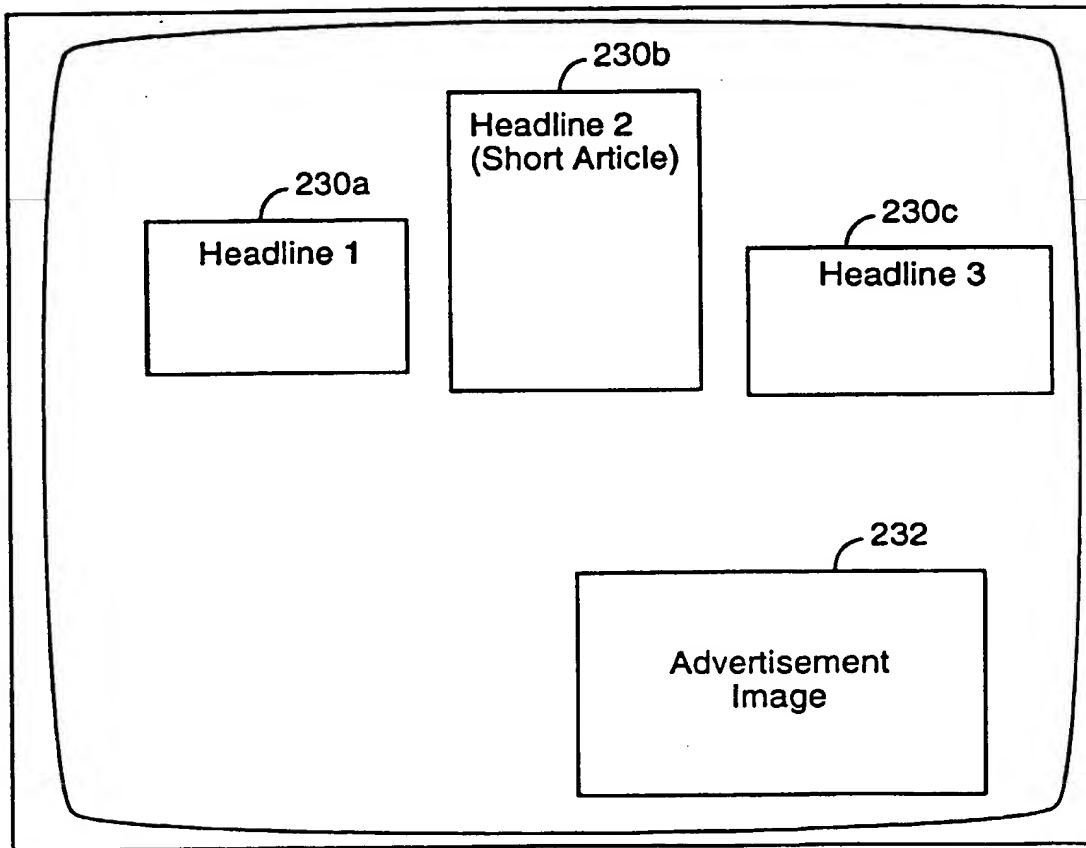 230b
Headline 2
(Short Article)
230a
Headline 1
230c
Headline 3
232
Advertisement
Image